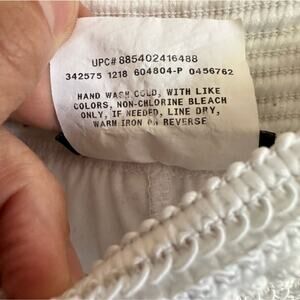 UPC# 885402416488
342575 1218 604804-P 0456762
HAND WASH COLD, WITH LIKE
COLORS, NON-CHLORINE BLEACH
ONLY, IF NEEDED, LINE DRY,
WARM IRON ON REVERSE